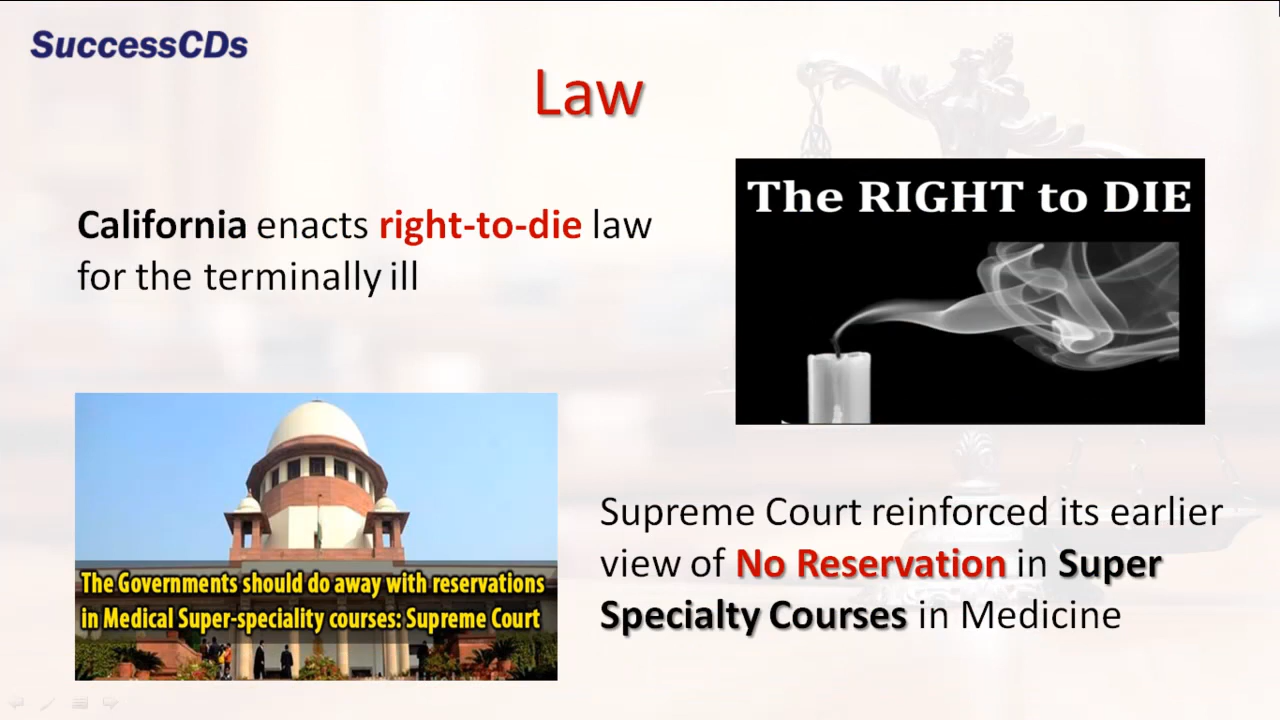 SuccessCDs
Law
California enacts right-to-die law
for the terminally ill
The RIGHT to DIE
The Governments should do away with reservations
in Medical Super-speciality courses: Supreme Court
Supreme Court reinforced its earlier
view of No Reservation in Super
Specialty Courses in Medicine